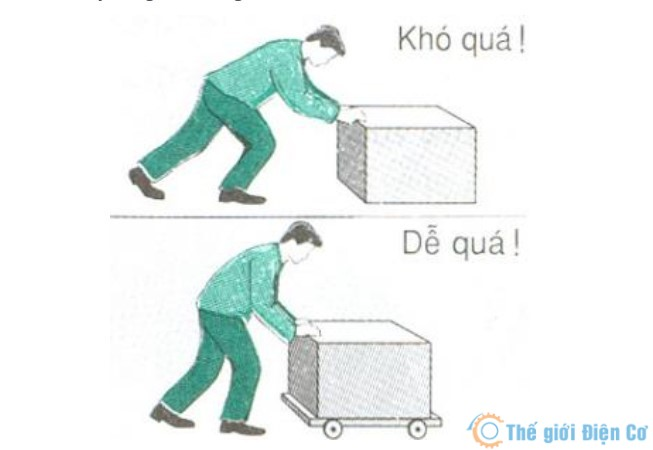 Khó quá!
Dễ quá!
Thế giới Điện Cơ